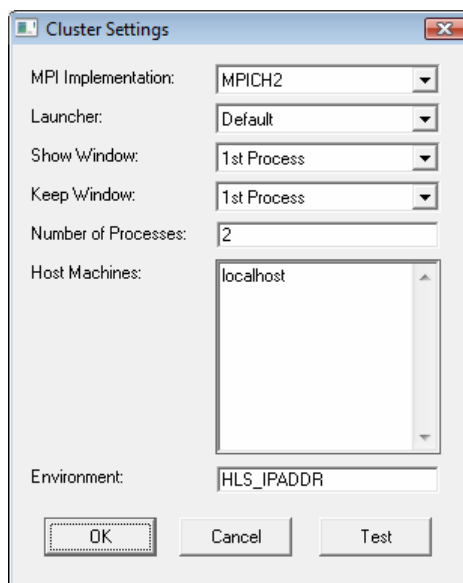 Cluster Settings
MPI Implementation: MPICH2
Launcher: Default
Show Window: 1st Process
Keep Window: 1st Process
Number of Processes: 2
Host Machines: localhost
Environment: HLS_IPADDR
OK Cancel Test